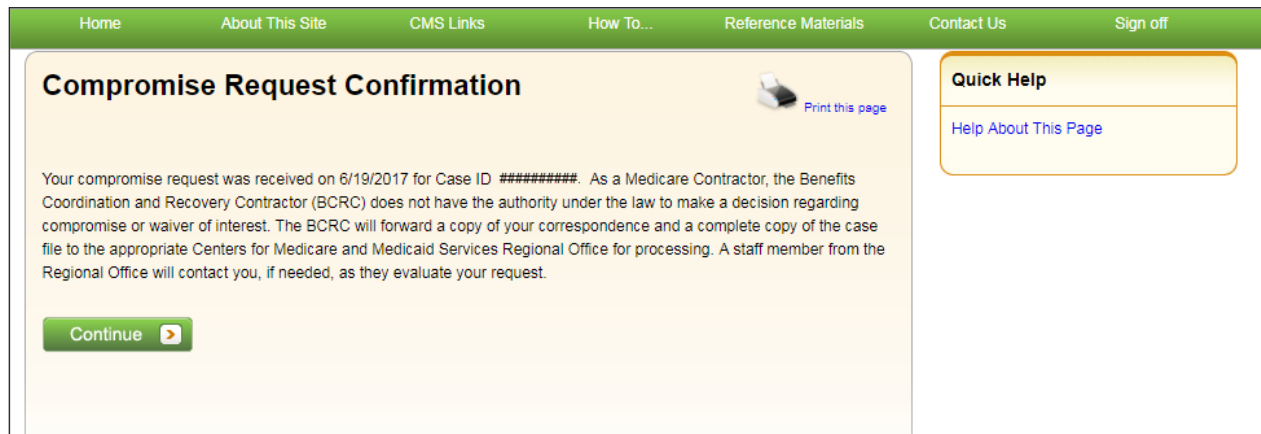 Home About This Site CMS Links How To... Reference Materials Contact Us Sign off
Compromise Request Confirmation
Print this page
Quick Help
Help About This Page
Your compromise request was received on 6/19/2017 for Case ID ##########. As a Medicare Contractor, the Benefits
Coordination and Recovery Contractor (BCRC) does not have the authority under the law to make a decision regarding
compromise or waiver of interest. The BCRC will forward a copy of your correspondence and a complete copy of the case
file to the appropriate Centers for Medicare and Medicaid Services Regional Office for processing. A staff member from the
Regional Office will contact you, if needed, as they evaluate your request.
Continue